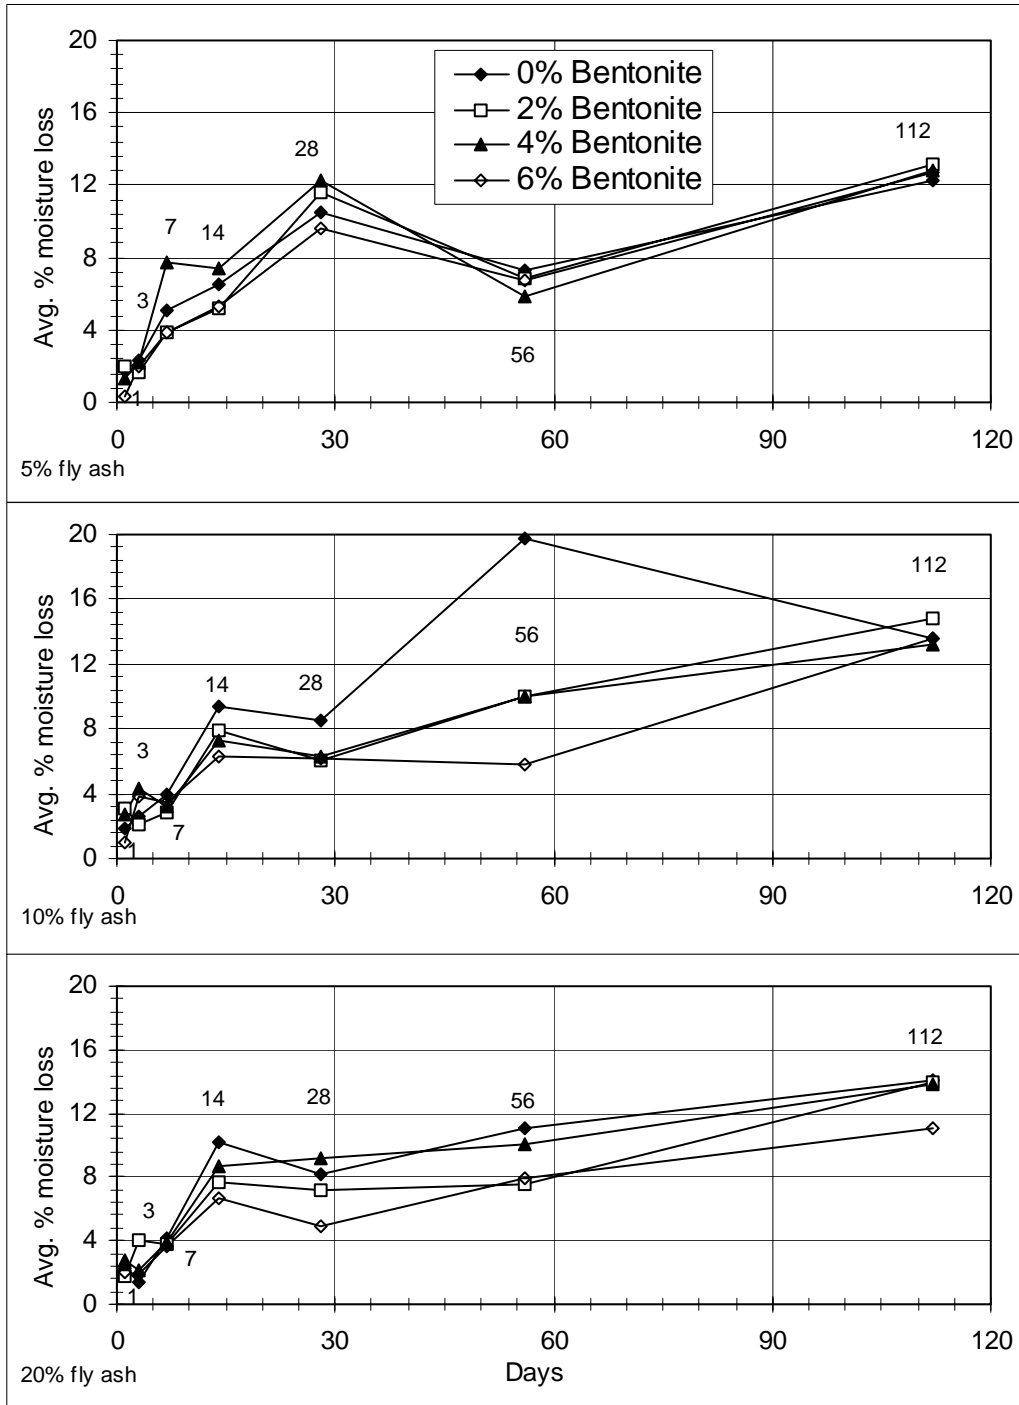 20
0% Bentonite
2% Bentonite
4% Bentonite
6% Bentonite
16
112
28
12
7
14
8
3
56
4
1
0
0 30 60 90 120
Avg. % moisture loss
5% fly ash
20
16
112
56
12
14
28
8
3
7
4
1
0
0 30 60 90 120
Avg. % moisture loss
10% fly ash
20
16
112
14
28
56
12
8
3
7
4
1
0
0 30 60 90 120
Avg. % moisture loss
Days
20% fly ash